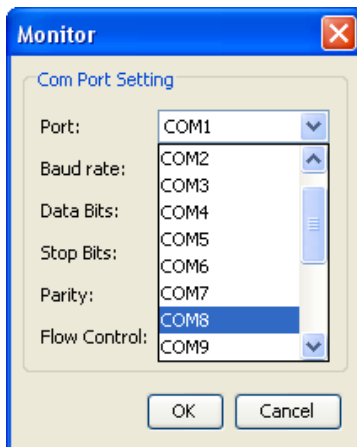 Monitor
Com Port Setting
Port: COM1
Baud rate: COM2
COM3
Data Bits: COM4
COM5
Stop Bits: COM6
Parity: COM7
COM8
Flow Control: COM9
OK Cancel